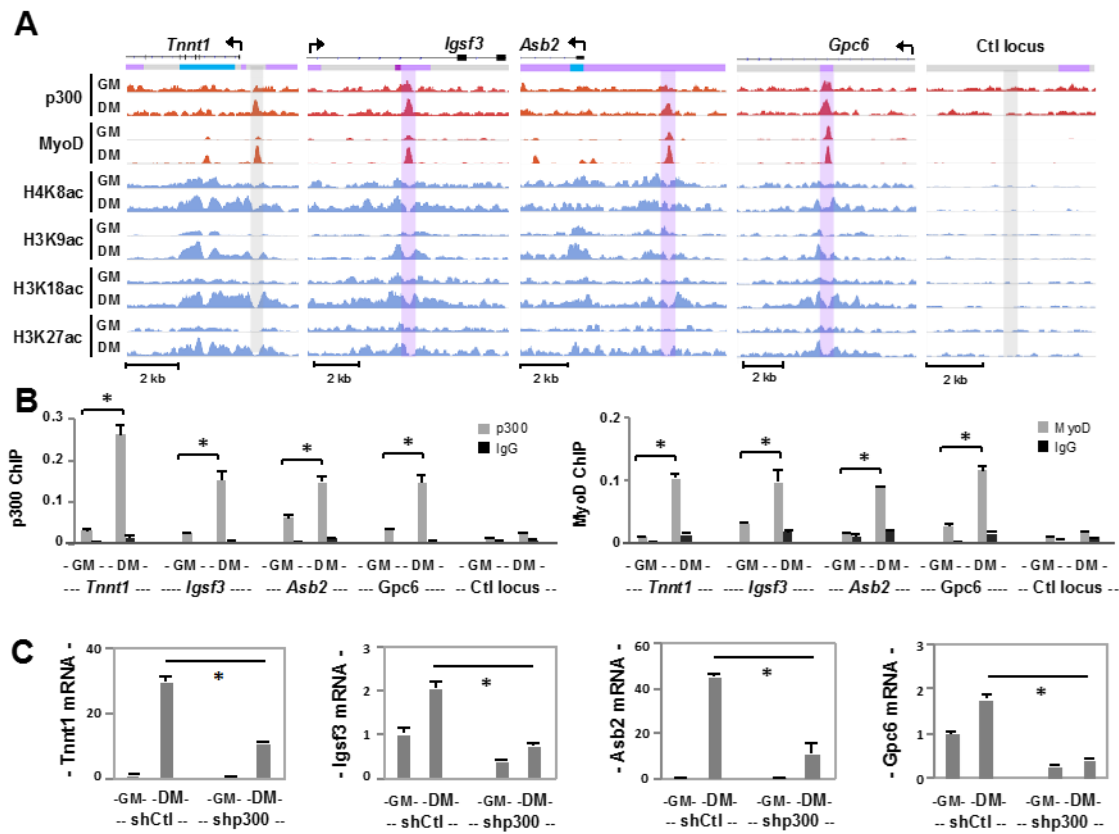 A
Tnnt1 Igsf3 Asb2 Gpc6 Ctl locus
p300 GM
DM
MyoD GM
DM
H4K8ac GM
DM
H3K9ac GM
DM
H3K18ac GM
DM
H3K27ac GM
DM
2 kb 2 kb 2 kb 2 kb 2 kb
B
p300 ChIP
0.3
0.2
0.1
0
* * * *
p300
IgG
-GM- -DM- -GM- -DM- -GM- -DM- -GM- -DM- -GM- -DM-
--- Tnnt1 --- ---- Igsf3 ---- --- Asb2 --- ---- Gpc6 ---- --- Ctl locus ---
MyoD ChIP
0.2
0.1
0
* * * *
MyoD
IgG
-GM- -DM- -GM- -DM- -GM- -DM- -GM- -DM- -GM- -DM-
--- Tnnt1 --- ---- Igsf3 ---- --- Asb2 --- ---- Gpc6 ---- --- Ctl locus ---
C
- Tnnt1 mRNA -
40
20
0
*
-GM- -DM- -GM- -DM-
-- shCtl -- -- shp300 --
- Igsf3 mRNA -
3
2
1
0
*
-GM- -DM- -GM- -DM-
-- shCtl -- -- shp300 --
- Asb2 mRNA -
60
40
20
0
*
-GM- -DM- -GM- -DM-
-- shCtl -- -- shp300 --
- Gpc6 mRNA -
3
2
1
0
*
-GM- -DM- -GM- -DM-
-- shCtl -- -- shp300 --